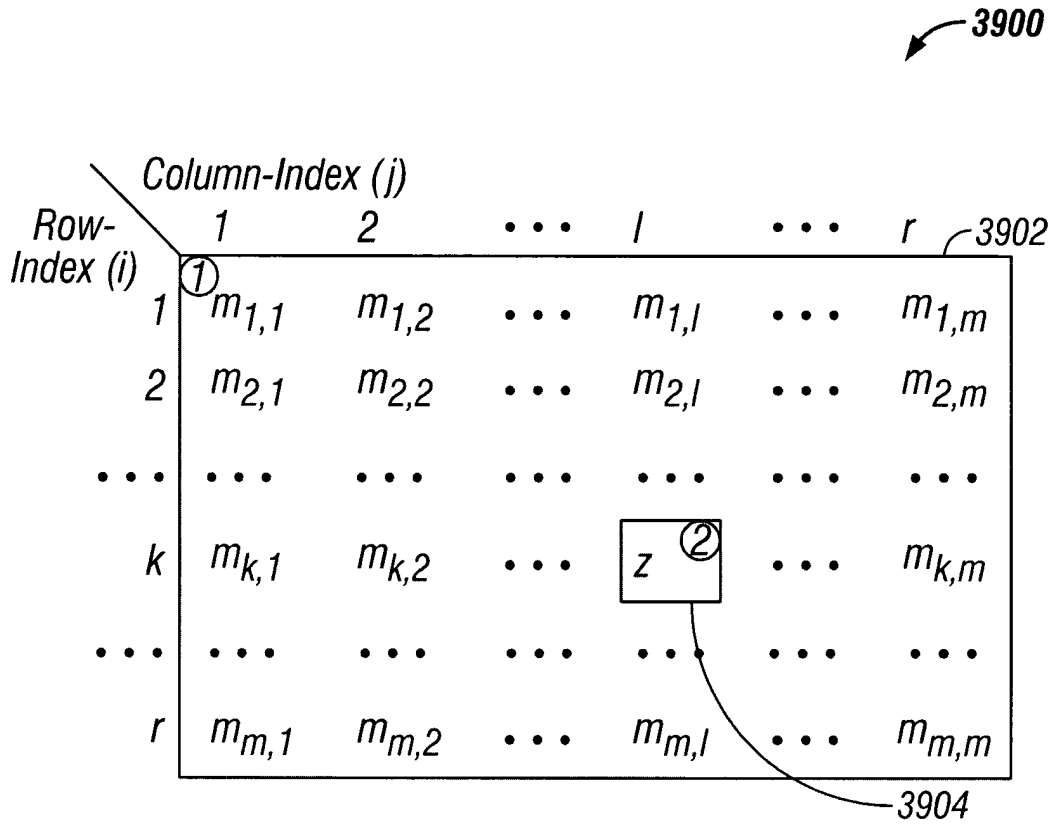 3900
Column-Index (j)
Row-Index (i)
1 2 ••• l ••• r 3902
①
1 m1,1 m1,2 ••• m1,l ••• m1,m
2 m2,1 m2,2 ••• m2,l ••• m2,m
••• ••• ••• ••• ••• ••• •••
k mk,1 mk,2 ••• z ② ••• mk,m
••• ••• ••• ••• ••• ••• •••
r mm,1 mm,2 ••• mm,l ••• mm,m
3904